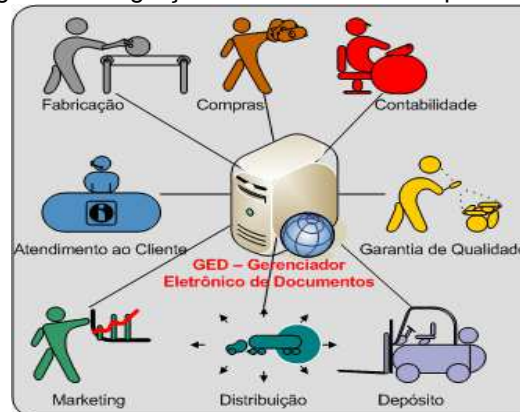 Fabricação
Compras
Contabilidade
Atendimento ao Cliente
Garantia de Qualidade
GED – Gerenciador
Eletrônico de Documentos
Marketing
Distribuição
Depósito